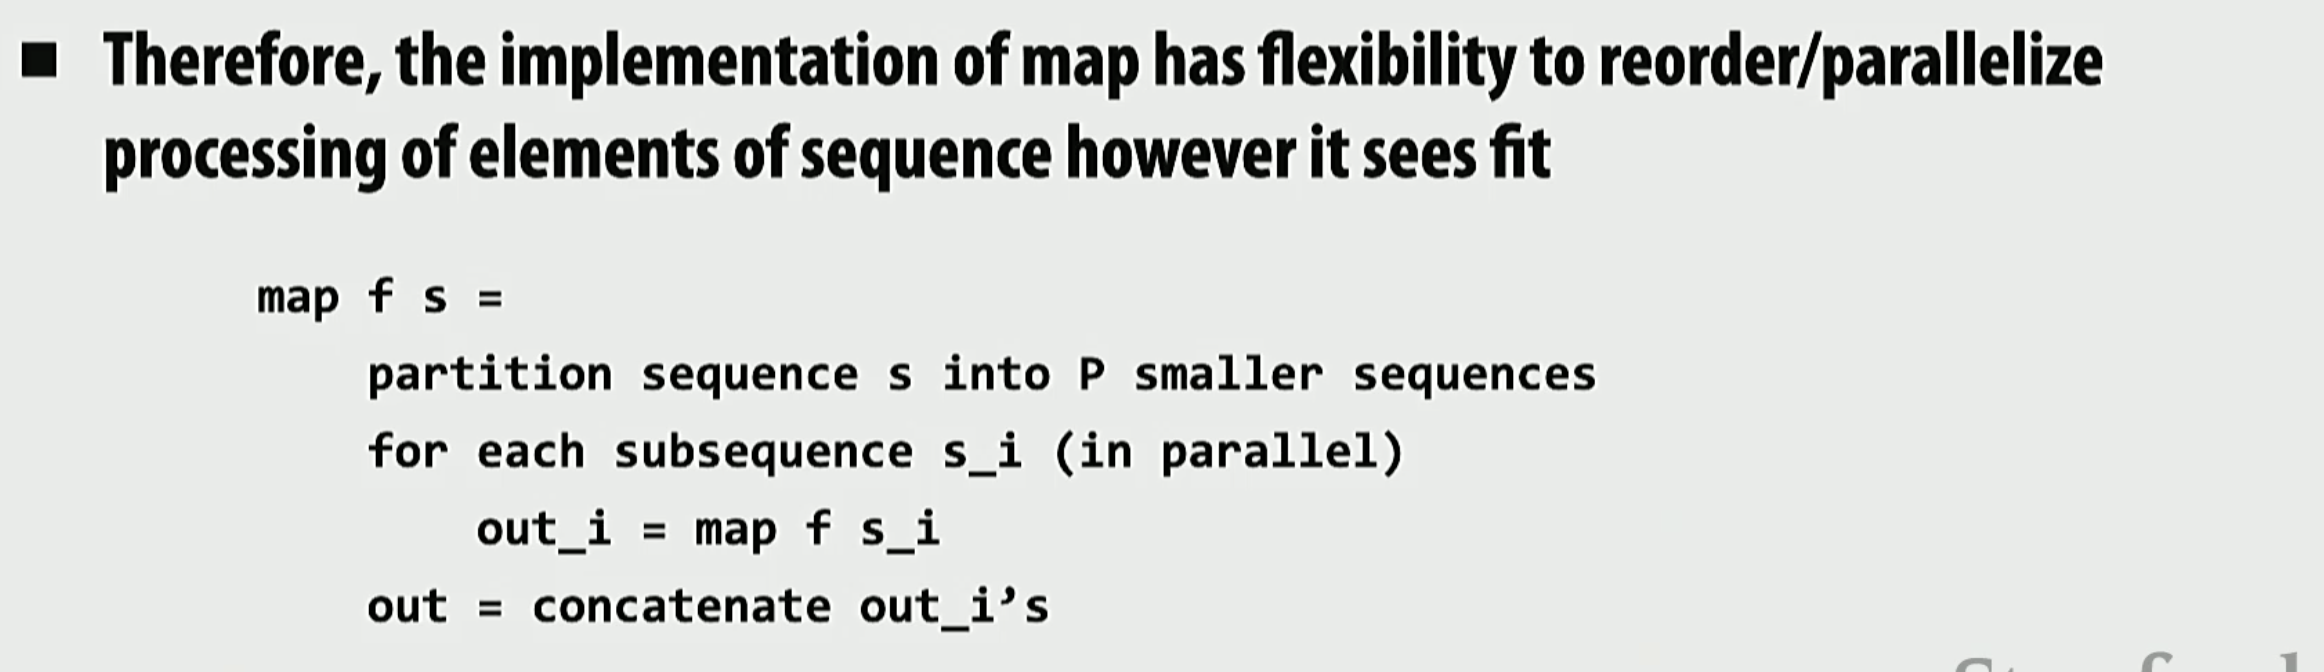 ■ Therefore, the implementation of map has flexibility to reorder/parallelize
processing of elements of sequence however it sees fit
map f s =
partition sequence s into P smaller sequences
for each subsequence s_i (in parallel)
out_i = map f s_i
out = concatenate out_i’s